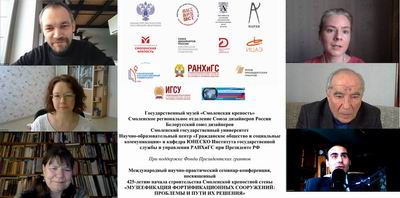 СМОЛЕНСКАЯ
КРЕПОСТЬ
РАНХиГС
ИЦАЭ
ИГСУ
Государственный музей «Смоленская крепость»
Смоленское региональное отделение Союза дизайнеров России
Белорусский союз дизайнеров
Смоленский государственный университет
Научно-образовательный центр «Гражданское общество и социальные
коммуникации» и кафедра ЮНЕСКО Института государственной
службы и управления РАНХиГС при Президенте РФ
При поддержке Фонда Президентских грантов
Международный научно-практический семинар-конференция,
посвященный
425-летию начала строительства Смоленской крепостной стены
«МУЗЕЕФИКАЦИЯ ФОРТИФИКАЦИОННЫХ СООРУЖЕНИЙ:
ПРОБЛЕМЫ И ПУТИ ИХ РЕШЕНИЯ»